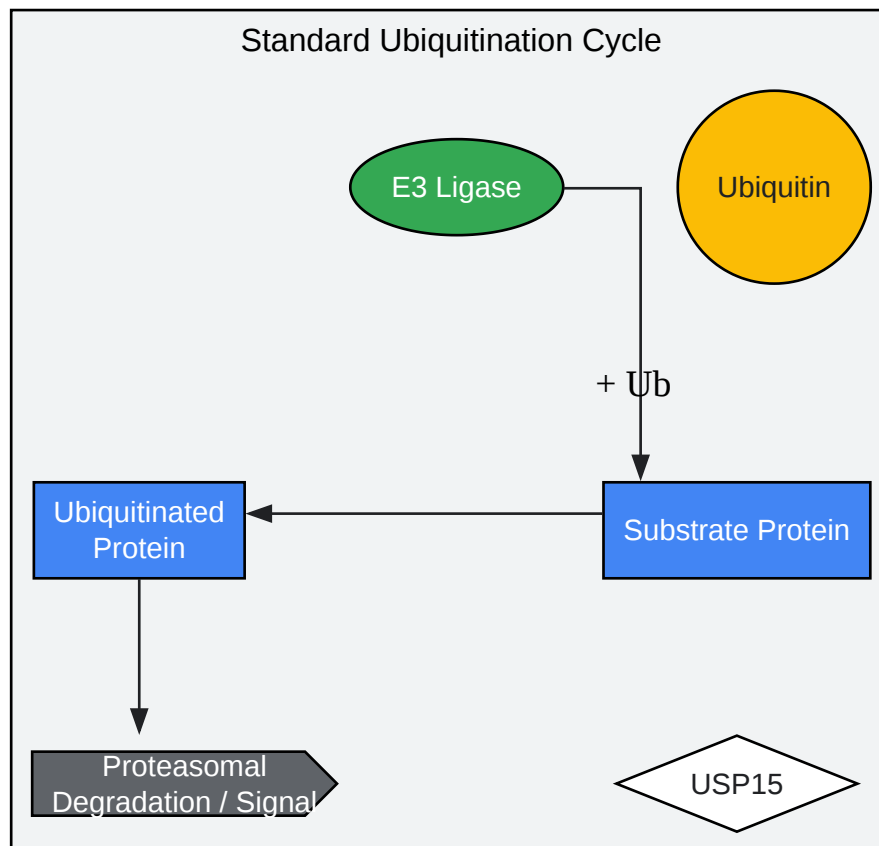 Standard Ubiquitination Cycle
E3 Ligase
Ubiquitin
+ Ub
Ubiquitinated
Protein
Substrate Protein
Proteasomal
Degradation / Signal
USP15